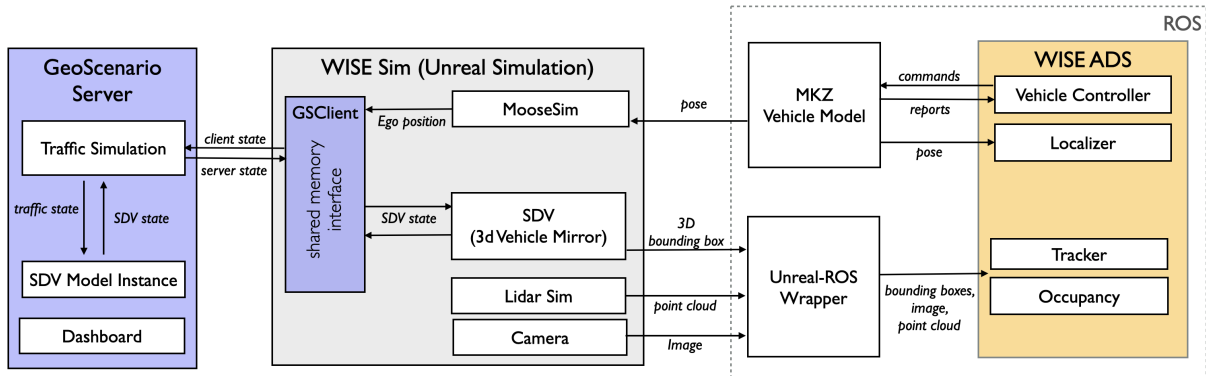 ROS
GeoScenario
Server
Traffic Simulation
traffic state
SDV state
SDV Model Instance
Dashboard
client state
server state
WISE Sim (Unreal Simulation)
GSClient
shared memory
interface
Ego position
MooseSim
SDV state
SDV
(3d Vehicle Mirror)
Lidar Sim
Camera
pose
3D
bounding box
point cloud
Image
MKZ
Vehicle Model
Unreal-ROS
Wrapper
commands
reports
pose
bounding boxes,
image,
point cloud
WISE ADS
Vehicle Controller
Localizer
Tracker
Occupancy